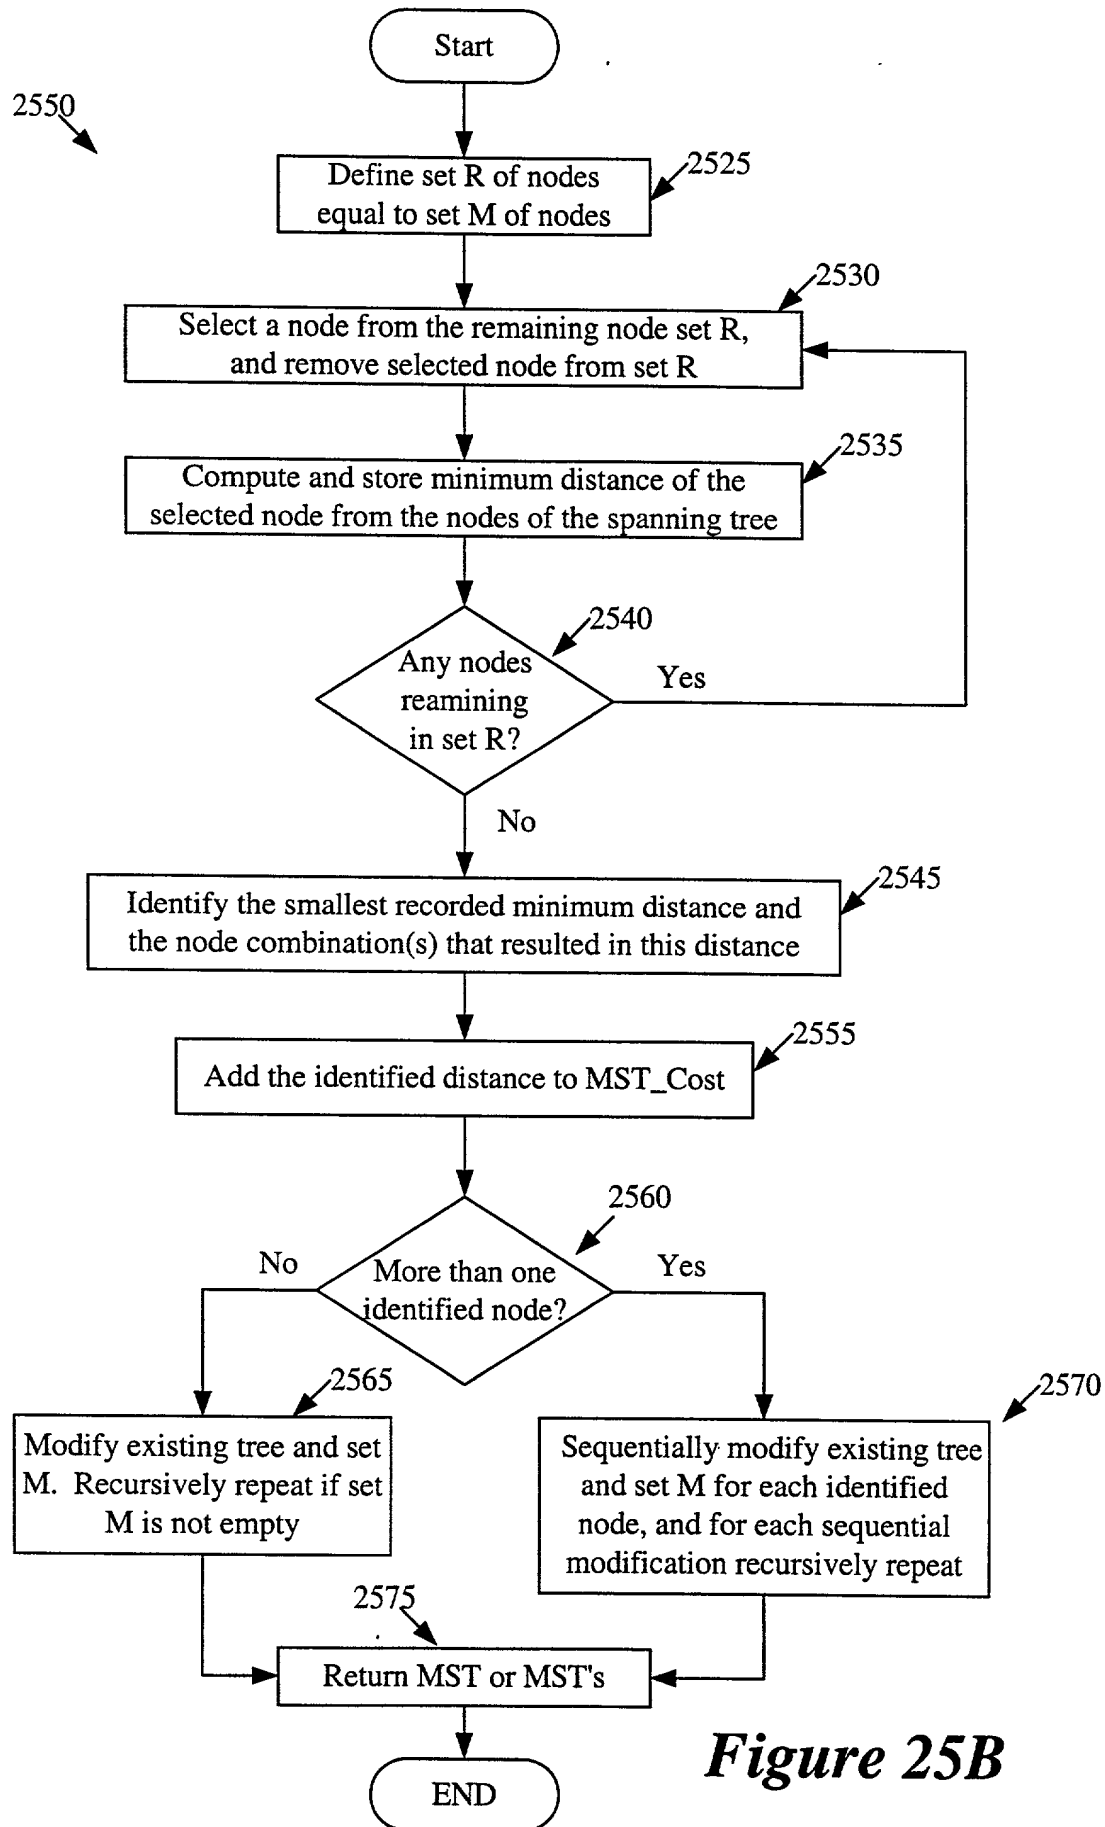 Start
2550
2525
Define set R of nodes
equal to set M of nodes
2530
Select a node from the remaining node set R,
and remove selected node from set R
2535
Compute and store minimum distance of the
selected node from the nodes of the spanning tree
2540
Any nodes
reamining
in set R?
Yes
No
2545
Identify the smallest recorded minimum distance and
the node combination(s) that resulted in this distance
2555
Add the identified distance to MST_Cost
2560
More than one
identified node?
No
Yes
2565
Modify existing tree and set
M. Recursively repeat if set
M is not empty
2570
Sequentially modify existing tree
and set M for each identified
node, and for each sequential
modification recursively repeat
2575
Return MST or MST's
END
Figure 25B